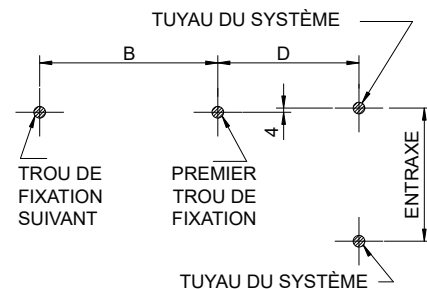 TUYAU DU SYSTÈME
B
D
4
ENTRAXE
TROU DE
FIXATION
SUIVANT
PREMIER
TROU DE
FIXATION
TUYAU DU SYSTÈME